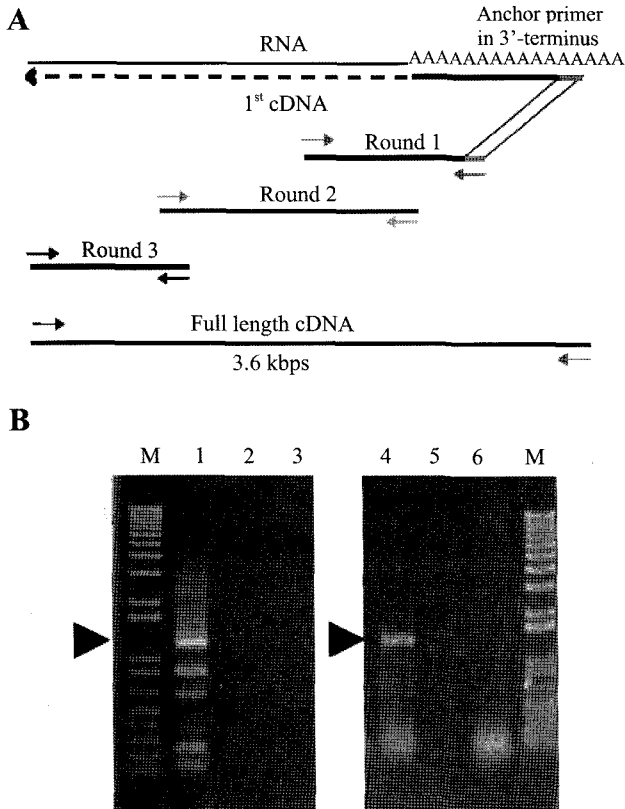 A
Anchor primer
in 3'-terminus
RNA
AAAAAAAAAAAAAAAA
1st cDNA
Round 1
Round 2
Round 3
Full length cDNA
3.6 kbps
B
M 1 2 3 4 5 6 M